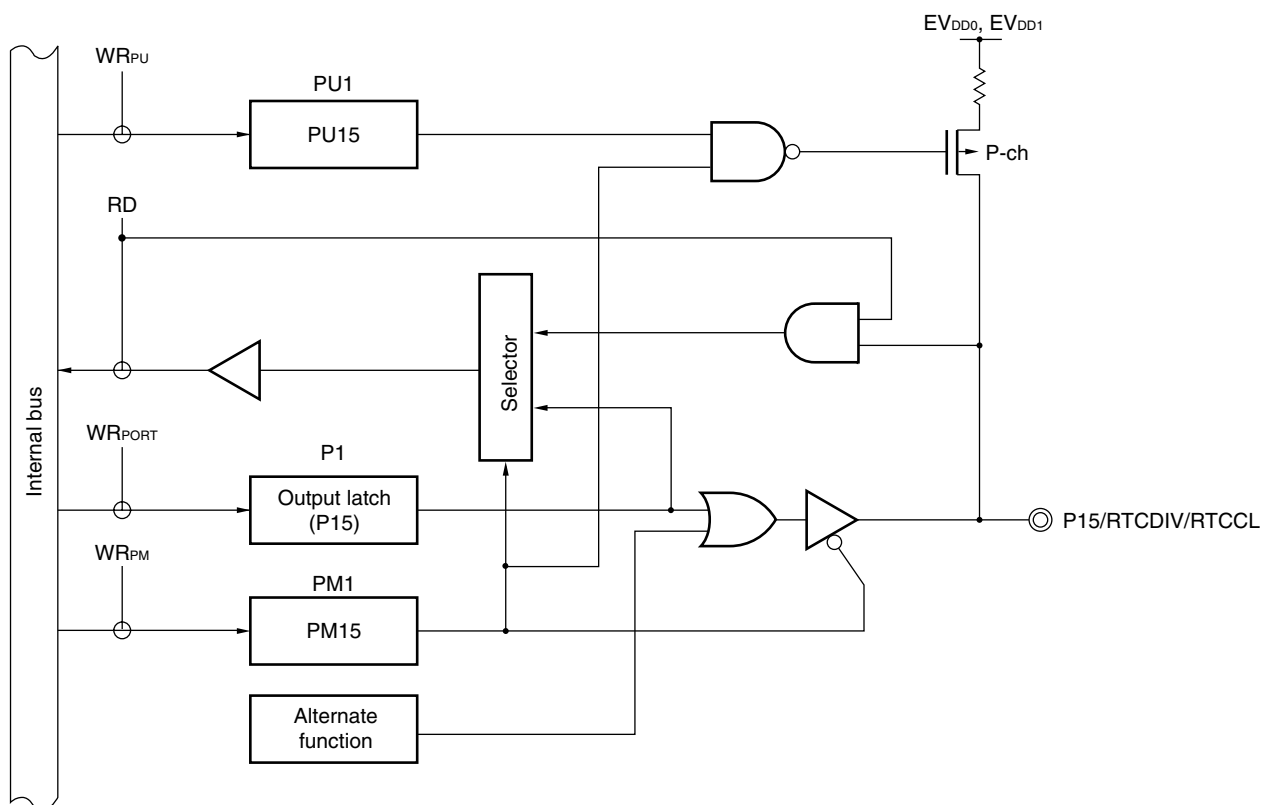 EVDD0, EVDD1
WRPU
PU1
PU15
P-ch
RD
Selector
Internal bus
WRPORT
P1
Output latch
(P15)
P15/RTCDIV/RTCCL
WRPM
PM1
PM15
Alternate
function